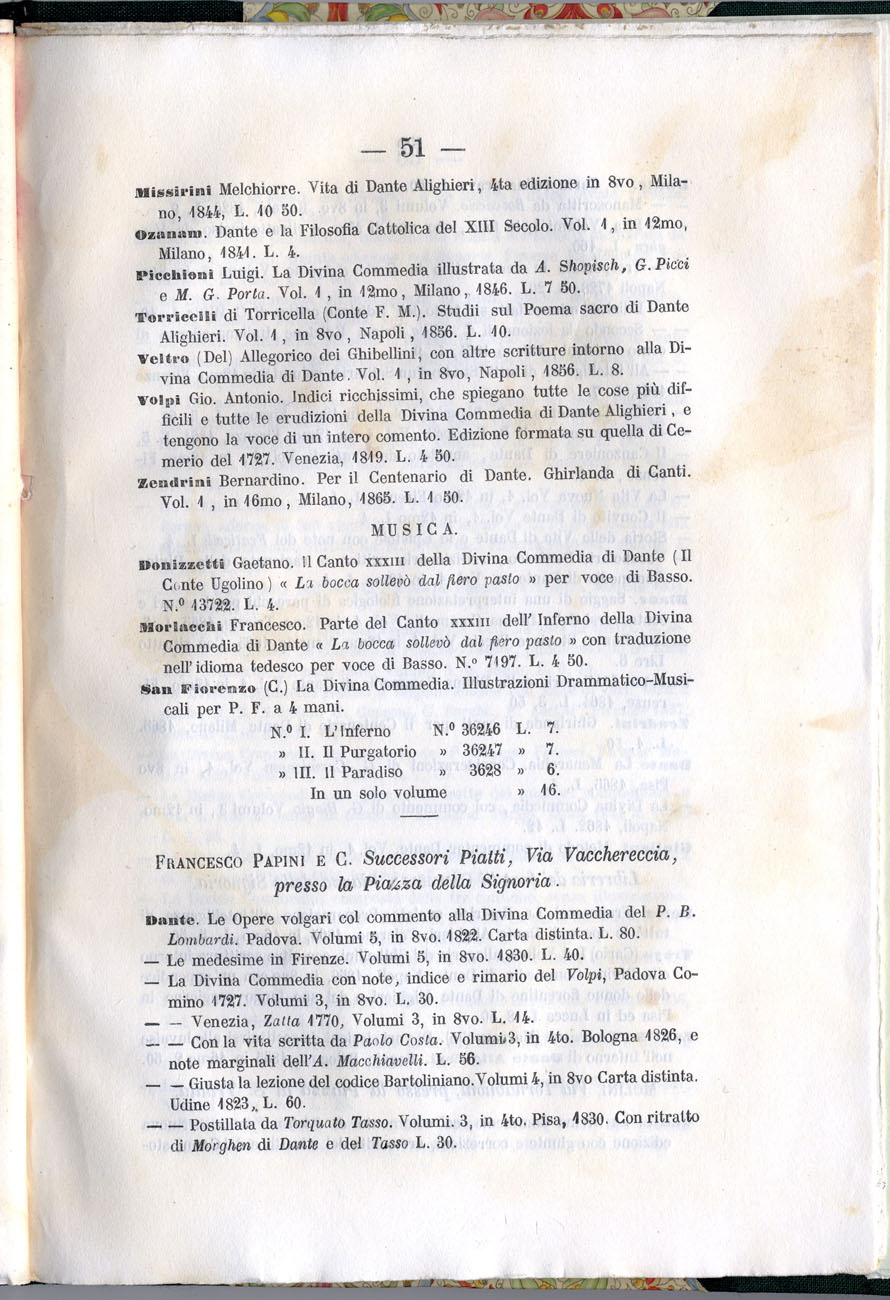 — 51 —
Missirini Melchiorre. Vita di Dante Alighieri, 4ta edizione in 8vo, Mila-
no, 1844, L. 10 50.
Ozanam. Dante e la Filosofia Cattolica del XIII Secolo. Vol. 1, in 12mo,
Milano, 1841. L. 4.
Picchioni Luigi. La Divina Commedia illustrata da A. Shopisch, G. Picci
e M. G. Porta. Vol. 1, in 12mo, Milano, 1846. L. 7 50.
Torricelli di Torricella (Conte F. M.). Studii sul Poema sacro di Dante
Alighieri. Vol. 1, in 8vo, Napoli, 1856. L. 10.
Veltro (Del) Allegorico dei Ghibellini, con altre scritture intorno alla Di-
vina Commedia di Dante. Vol. 1, in 8vo, Napoli, 1856. L. 8.
Volpi Gio. Antonio. Indici ricchissimi, che spiegano tutte le cose più dif-
ficili e tutte le erudizioni della Divina Commedia di Dante Alighieri, e
tengono la voce di un intero comento. Edizione formata su quella di Ce-
merio del 1727. Venezia, 1819. L. 4 50.
Zendrini Bernardino. Per il Centenario di Dante. Ghirlanda di Canti.
Vol. 1, in 16mo, Milano, 1865. L. 1 50.
MUSICA.
Donizzetti Gaetano. Il Canto XXXIII della Divina Commedia di Dante (Il
Conte Ugolino) « La bocca sollevò dal fiero pasto » per voce di Basso.
N.º 13722. L. 4.
Morlacchi Francesco. Parte del Canto XXXIII dell' Inferno della Divina
Commedia di Dante « La bocca sollevò dal fiero pasto » con traduzione
nell'idioma tedesco per voce di Basso. N.º 7197. L. 4 50.
San Fiorenzo (C.) La Divina Commedia. Illustrazioni Drammatico-Musi-
cali per P. F. a 4 mani.
N.º I. L'Inferno N.º 36246 L. 7.
» II. Il Purgatorio » 36247 » 7.
» III. Il Paradiso » 3628 » 6.
In un solo volume » 16.
FRANCESCO PAPINI E C. Successori Piatti, Via Vacchereccia,
presso la Piazza della Signoria.
Dante. Le Opere volgari col commento alla Divina Commedia del P. B.
Lombardi. Padova. Volumi 5, in 8vo. 1822. Carta distinta. L. 80.
— Le medesime in Firenze. Volumi 5, in 8vo. 1830. L. 40.
— La Divina Commedia con note, indice e rimario del Volpi, Padova Co-
mino 1727. Volumi 3, in 8vo. L. 30.
— — Venezia, Zatta 1770, Volumi 3, in 8vo. L. 14.
— — Con la vita scritta da Paolo Costa. Volumi 3, in 4to. Bologna 1826, e
note marginali dell'A. Macchiavelli. L. 56.
— — Giusta la lezione del codice Bartoliniano. Volumi 4, in 8vo Carta distinta.
Udine 1823, L. 60.
— — Postillata da Torquato Tasso. Volumi. 3, in 4to. Pisa, 1830. Con ritratto
di Morghen di Dante e del Tasso L. 30.